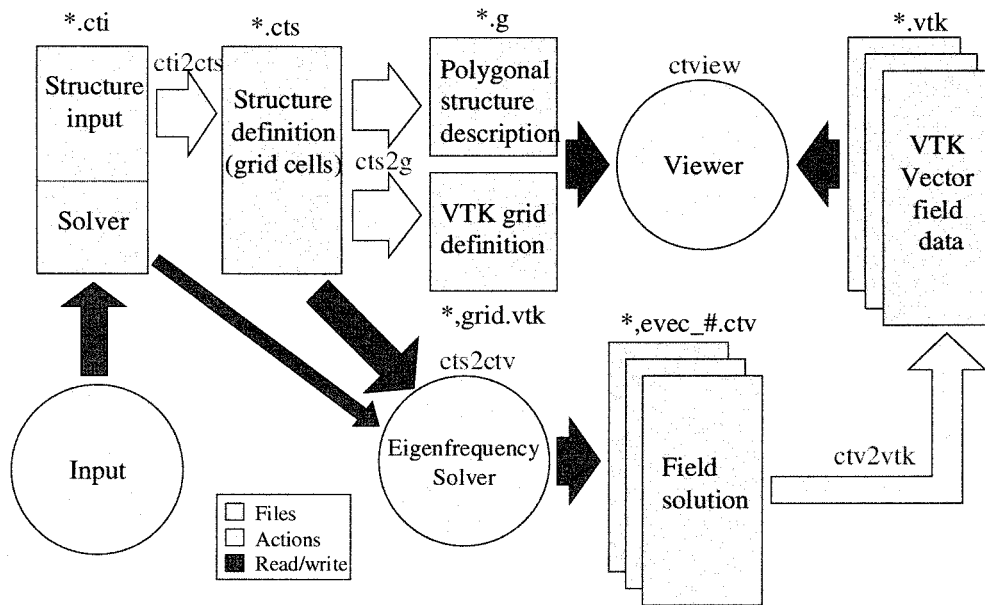 *.cti
*.cts
*.g
*.vtk
cti2cts
ctview
Structure
input
Solver
Structure
definition
(grid cells)
cts2g
Polygonal
structure
description
VTK grid
definition
*,grid.vtk
Viewer
VTK
Vector
field
data
*,evec_#.ctv
cts2ctv
Input
Eigenfrequency
Solver
Field
solution
ctv2vtk
Files
Actions
Read/write